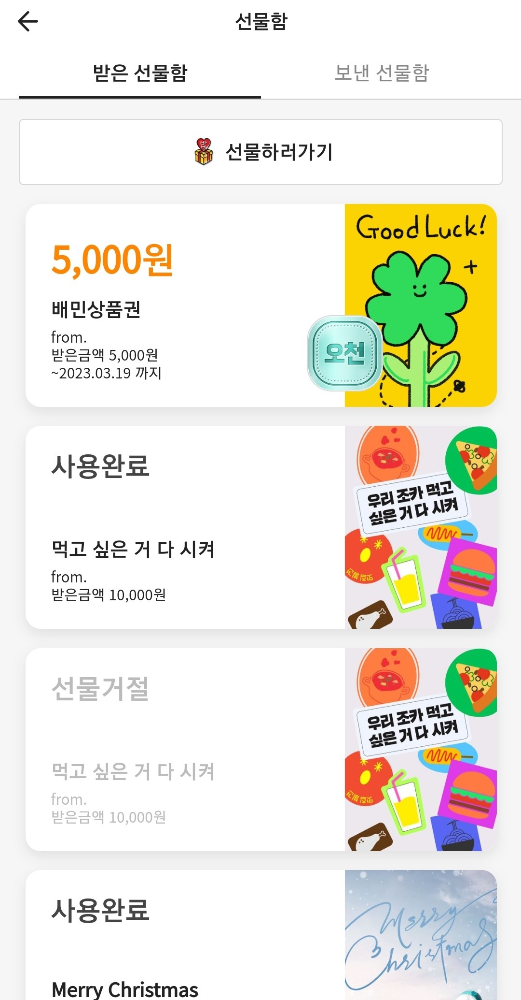 선물함
받은 선물함
보낸 선물함
밥
선물하러가기
5,000원
배민상품권
from.
받은금액 5,000원
~2023.03.19 까지
Good Luck!
오천
사용완료
먹고 싶은 거 다 시켜
from.
받은금액 10,000원
우리 조카 먹고
싶은 거 다 시켜
선물거절
먹고 싶은 거 다 시켜
from.
받은금액 10,000원
우리 조카 먹고
싶은 거 다 시켜
사용완료
Merry Christmas
Merry
Christmas